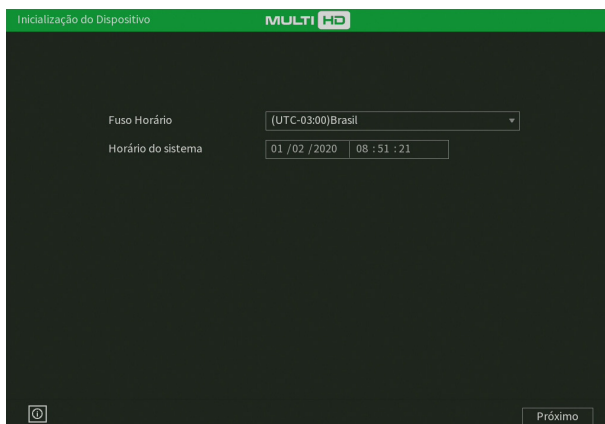 Inicialização do Dispositivo
MULTI HD
Fuso Horário
(UTC-03:00)Brasil
Horário do sistema
01 /02 /2020 08 : 51 : 21
Próximo